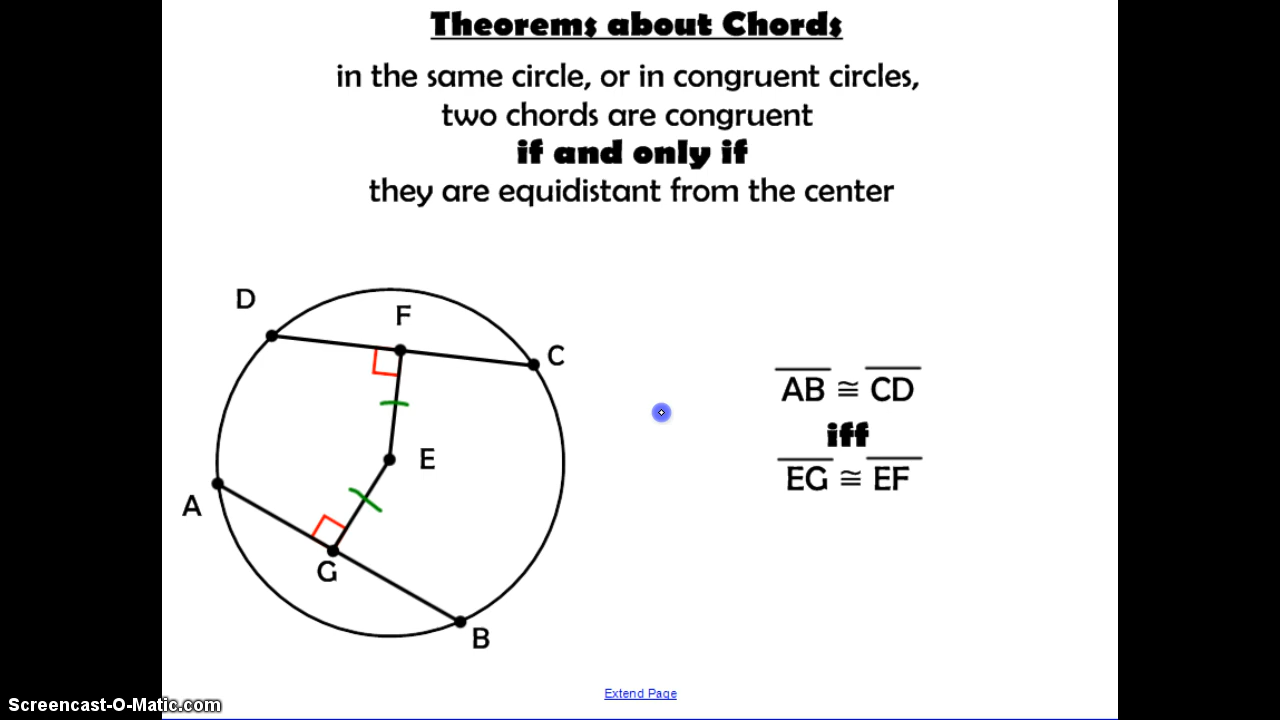 Theorems about Chords
in the same circle, or in congruent circles,
two chords are congruent
if and only if
they are equidistant from the center
D
F
C
E
A
G
B
AB ≅ CD
iff
EG ≅ EF
Extend Page
Screencast-O-Matic.com